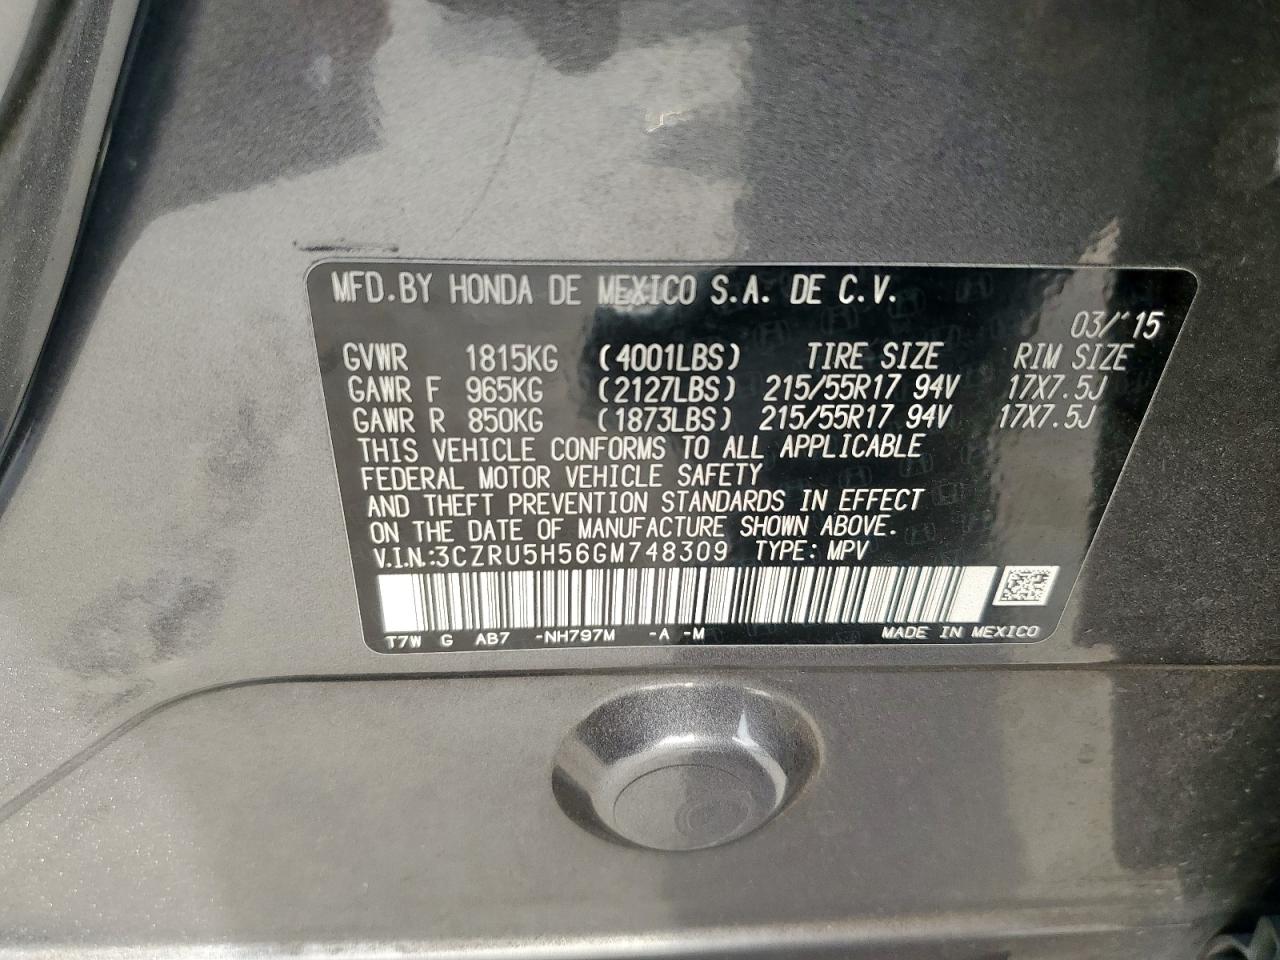 MFD.BY HONDA DE MEXICO S.A. DE C.V.
03/'15
GVWR 1815KG (4001LBS) TIRE SIZE RIM SIZE
GAWR F 965KG (2127LBS) 215/55R17 94V 17X7.5J
GAWR R 850KG (1873LBS) 215/55R17 94V 17X7.5J
THIS VEHICLE CONFORMS TO ALL APPLICABLE
FEDERAL MOTOR VEHICLE SAFETY
AND THEFT PREVENTION STANDARDS IN EFFECT
ON THE DATE OF MANUFACTURE SHOWN ABOVE.
V.I.N.:3CZRU5H56GM748309 TYPE: MPV
T7W G AB7 -NH797M -A -M MADE IN MEXICO